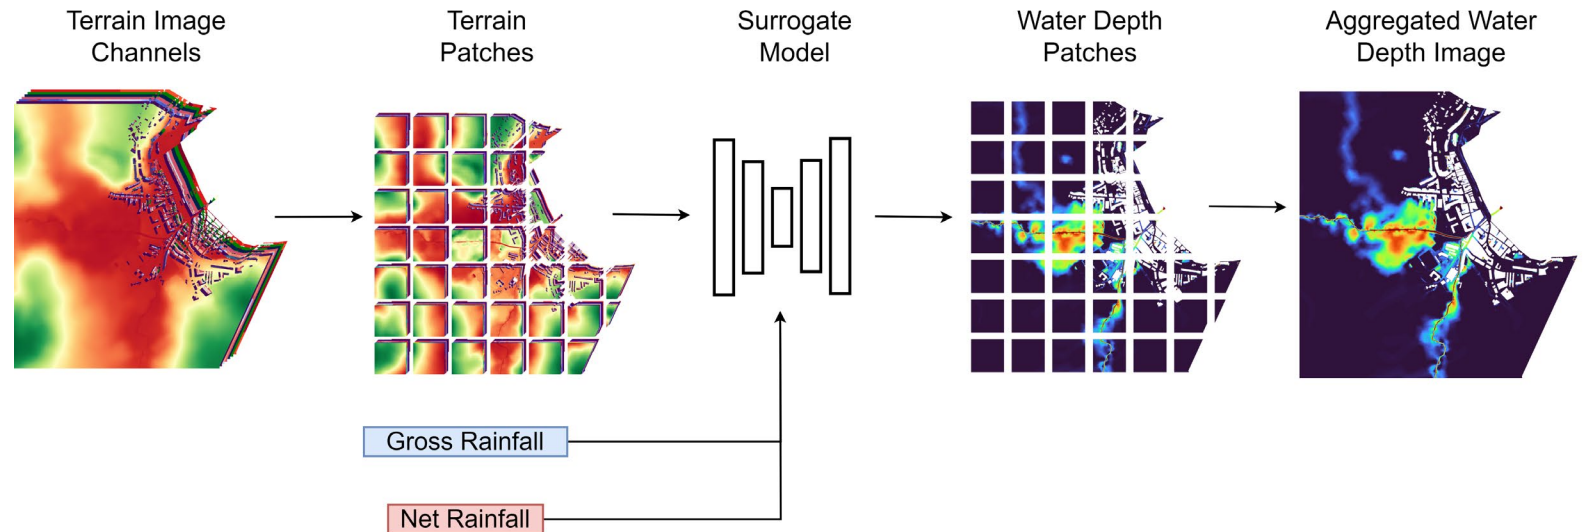 Terrain Image
Channels
Terrain
Patches
Surrogate
Model
Water Depth
Patches
Aggregated Water
Depth Image
Gross Rainfall
Net Rainfall